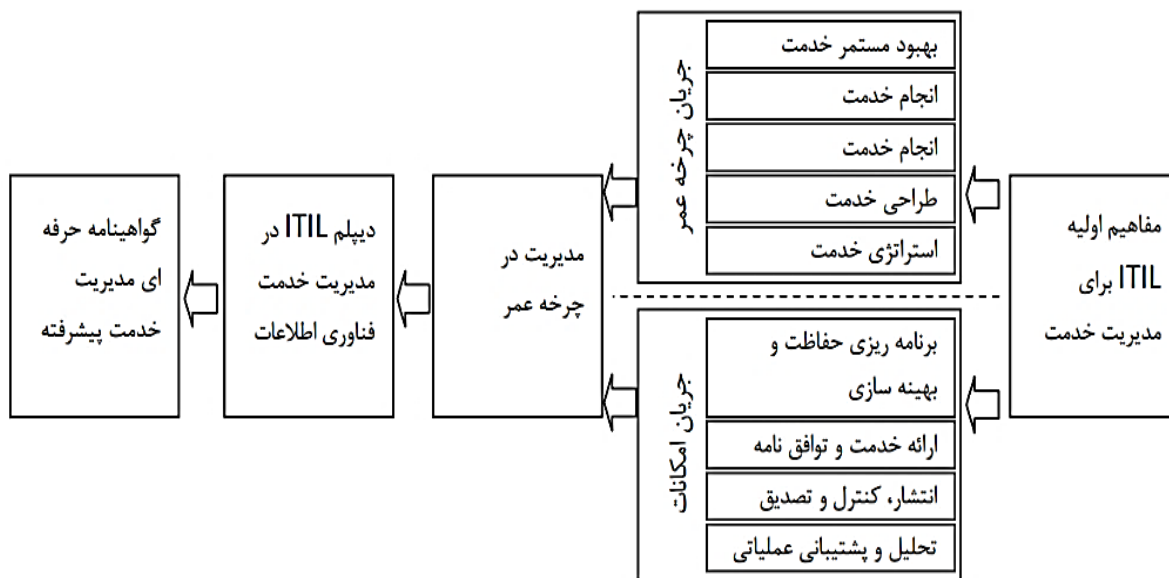 مفاهیم اولیه
ITIL برای
مدیریت خدمت
جریان چرخه عمر
بهبود مستمر خدمت
انجام خدمت
انجام خدمت
طراحی خدمت
استراتژی خدمت
جریان امکانات
برنامه ریزی حفاظت و
بهینه سازی
ارائه خدمت و توافق نامه
انتشار، کنترل و تصدیق
تحلیل و پشتیبانی عملیاتی
مدیریت در
چرخه عمر
دیپلم ITIL در
مدیریت خدمت
فناوری اطلاعات
گواهینامه حرفه
ای مدیریت
خدمت پیشرفته